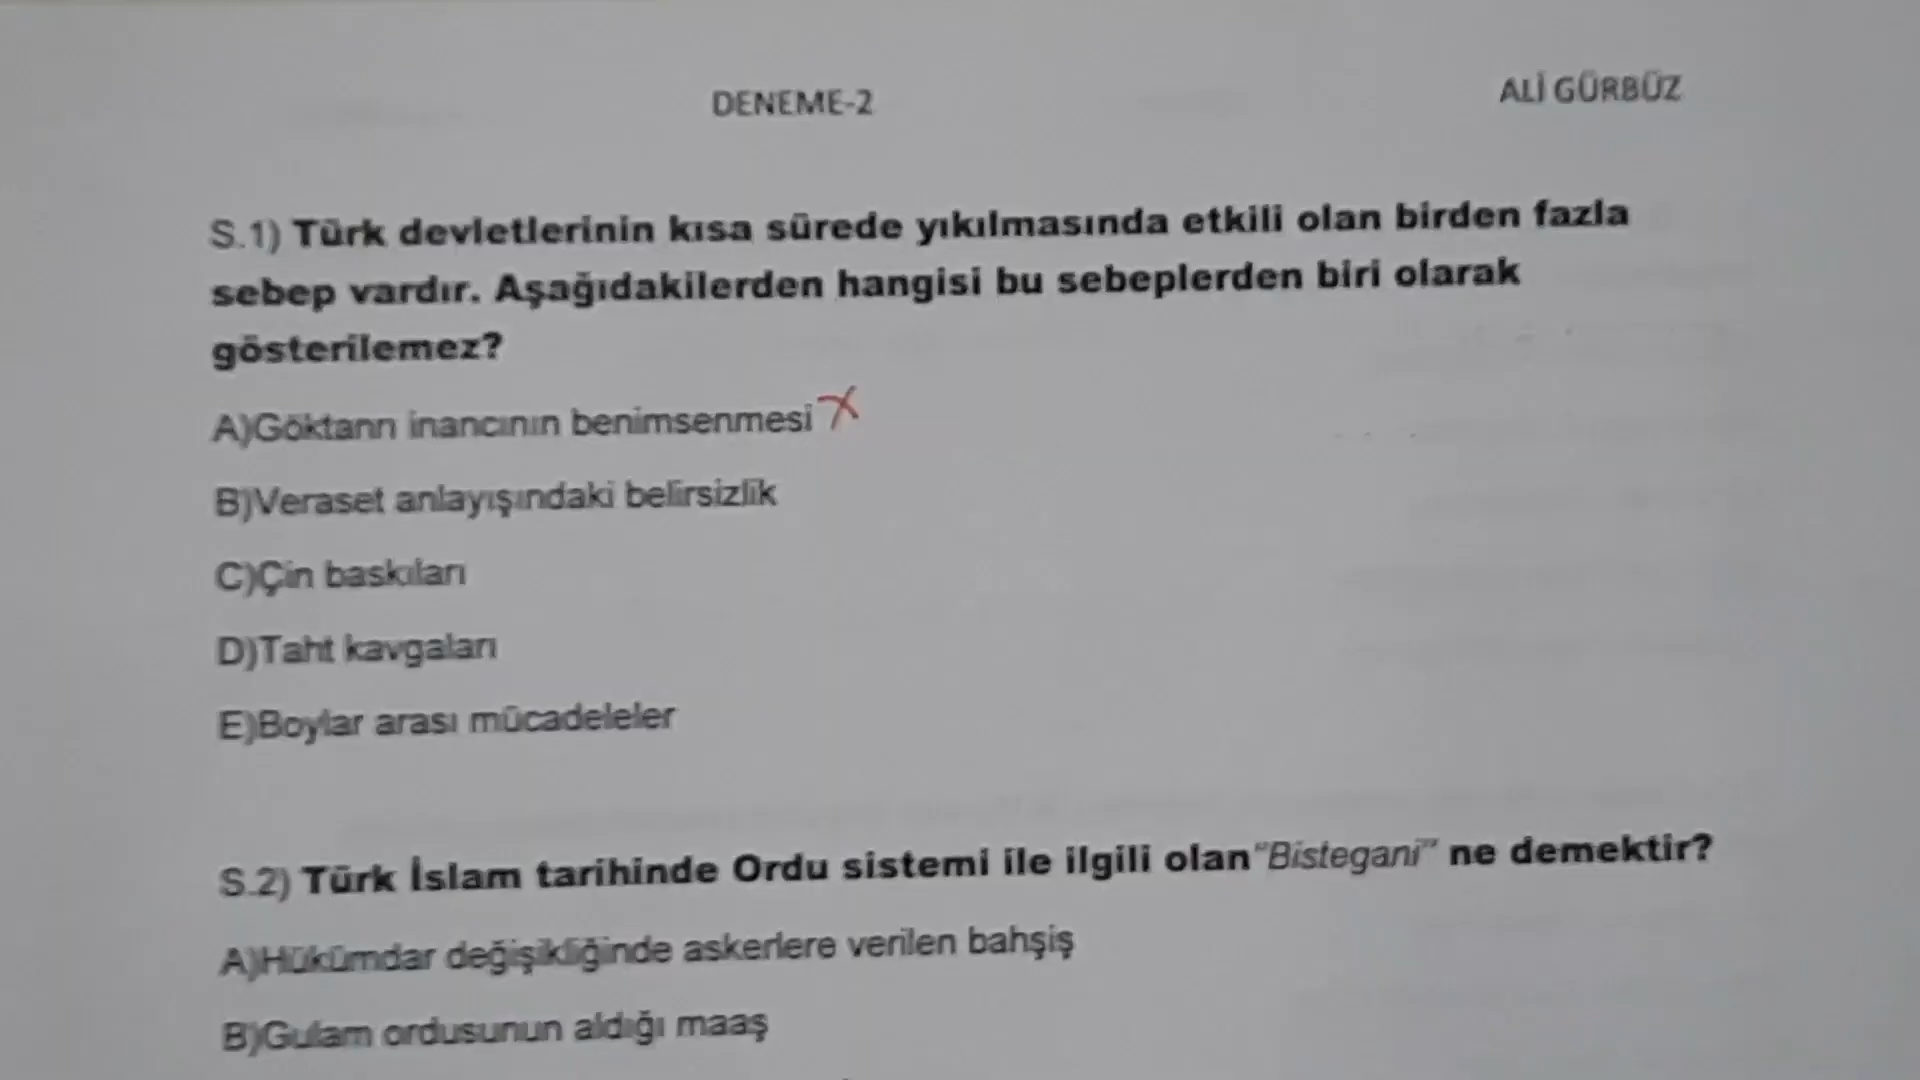 DENEME-2
ALİ GÜRBÜZ
S.1) Türk devletlerinin kısa sürede yıkılmasında etkili olan birden fazla
sebep vardır. Aşağıdakilerden hangisi bu sebeplerden biri olarak
gösterilemez?
A)Göktanrı inancının benimsenmesi X
B)Veraset anlayışındaki belirsizlik
C)Çin baskıları
D)Taht kavgaları
E)Boylar arası mücadeleler
S.2) Türk İslam tarihinde Ordu sistemi ile ilgili olan"Bistegani" ne demektir?
A)Hükümdar değişikliğinde askerlere verilen bahşiş
B)Gulam ordusunun aldığı maaş